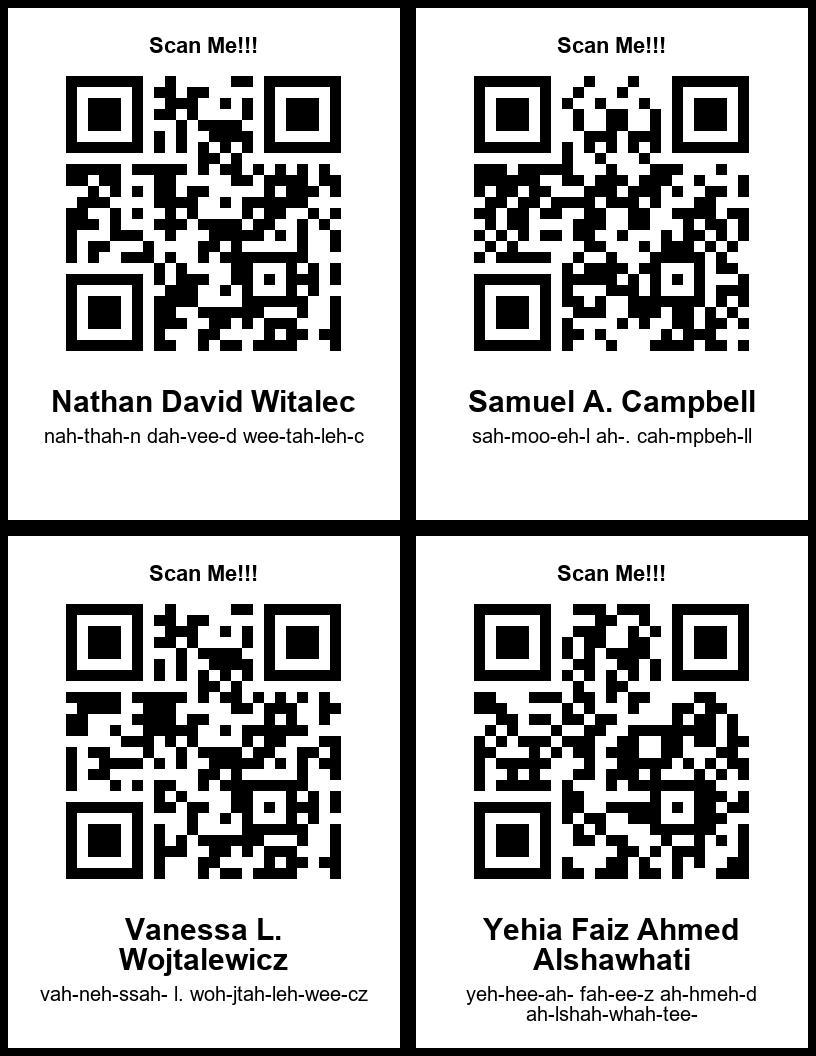 Scan Me!!!
Nathan David Witalec
nah-thah-n dah-vee-d wee-tah-leh-c
Scan Me!!!
Samuel A. Campbell
sah-moo-eh-l ah-. cah-mpbeh-ll
Scan Me!!!
Vanessa L.
Wojtalewicz
vah-neh-ssah- l. woh-jtah-leh-wee-cz
Scan Me!!!
Yehia Faiz Ahmed
Alshawhati
yeh-hee-ah- fah-ee-z ah-hmeh-d
ah-lshah-whah-tee-